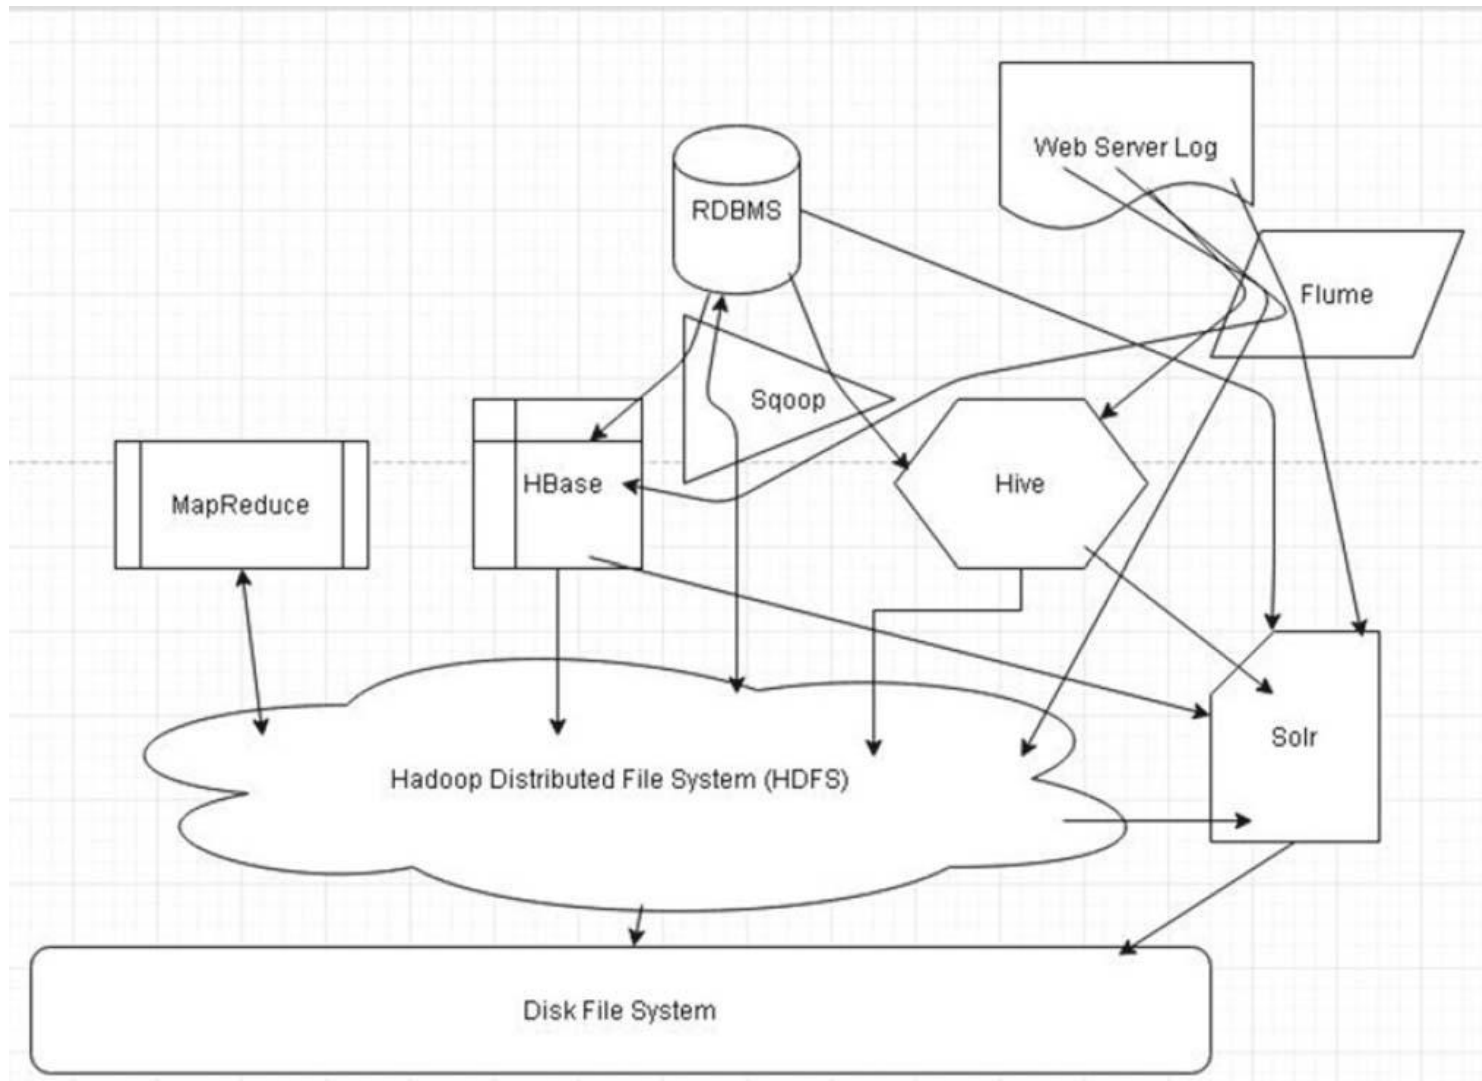 Web Server Log
RDBMS
Flume
Sqoop
HBase
Hive
MapReduce
Solr
Hadoop Distributed File System (HDFS)
Disk File System